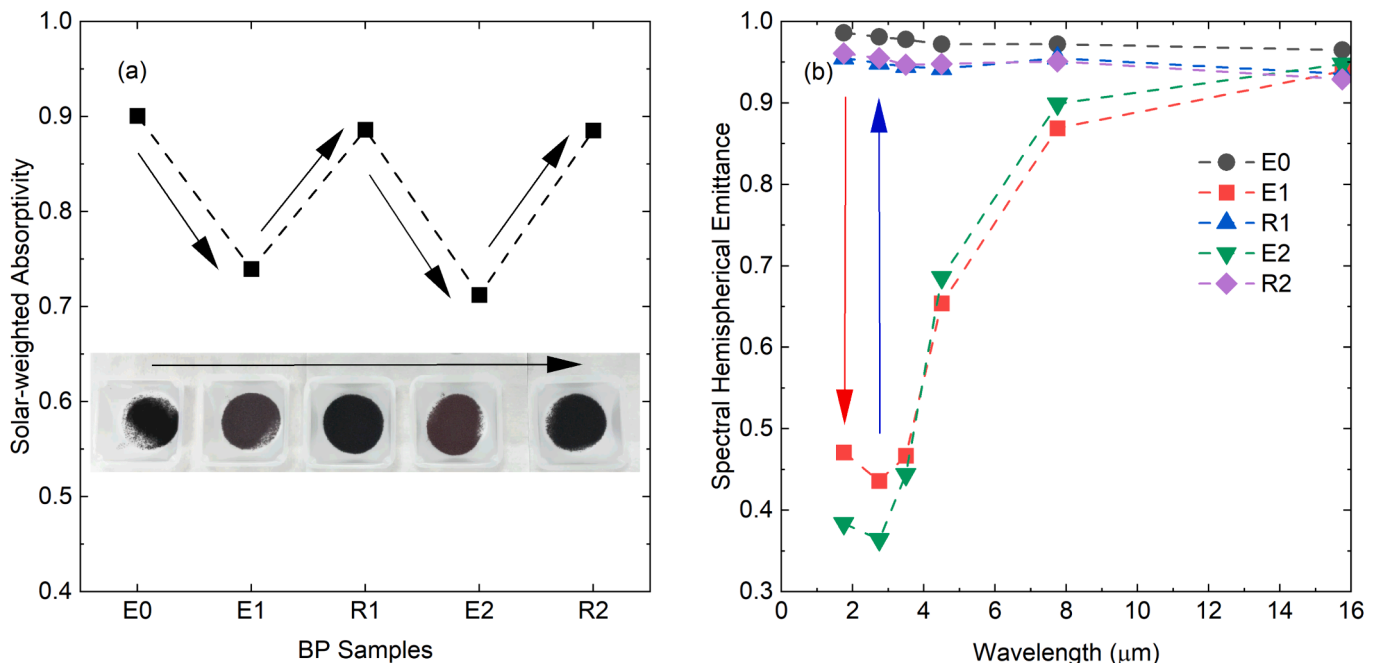 (a)
Solar-weighted Absorptivity
1.0
0.9
0.8
0.7
0.6
0.5
0.4
E0 E1 R1 E2 R2
BP Samples
(b)
Spectral Hemispherical Emiittance
1.0
0.9
0.8
0.7
0.6
0.5
0.4
0.3
0 2 4 6 8 10 12 14 16
Wavelength (μm)
E0
E1
R1
E2
R2